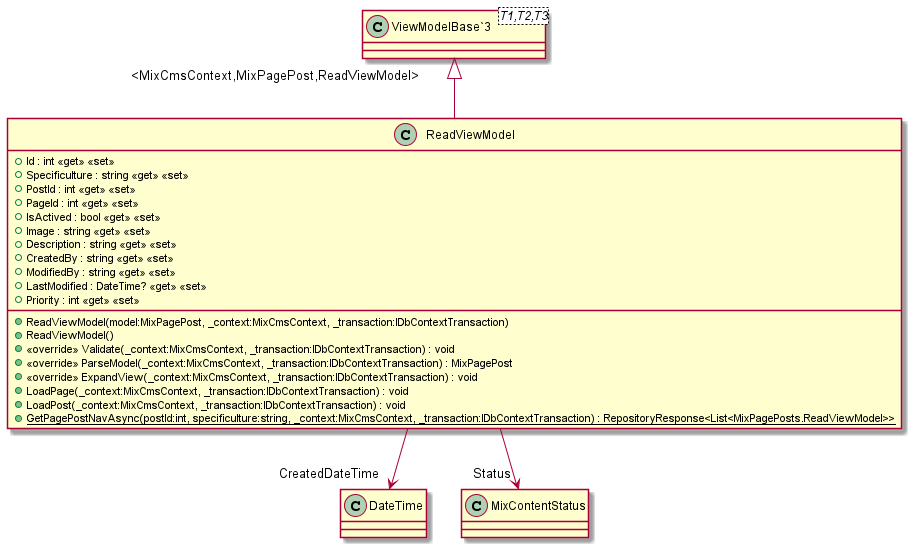 T1,T2,T3
C ViewModelBase`3
<MixCmsContext,MixPagePost,ReadViewModel>
C ReadViewModel
Id : int «get» «set»
Specificulture : string «get» «set»
PostId : int «get» «set»
PageId : int «get» «set»
IsActived : bool «get» «set»
Image : string «get» «set»
Description : string «get» «set»
CreatedBy : string «get» «set»
ModifiedBy : string «get» «set»
LastModified : DateTime? «get» «set»
Priority : int «get» «set»
ReadViewModel(model:MixPagePost, _context:MixCmsContext, _transaction:IDbContextTransaction)
ReadViewModel()
«override» Validate(_context:MixCmsContext, _transaction:IDbContextTransaction) : void
«override» ParseModel(_context:MixCmsContext, _transaction:IDbContextTransaction) : MixPagePost
«override» ExpandView(_context:MixCmsContext, _transaction:IDbContextTransaction) : void
LoadPage(_context:MixCmsContext, _transaction:IDbContextTransaction) : void
LoadPost(_context:MixCmsContext, _transaction:IDbContextTransaction) : void
GetPagePostNavAsync(postId:int, specificulture:string, _context:MixCmsContext, _transaction:IDbContextTransaction) : RepositoryResponse<List<MixPagePosts.ReadViewModel>>
CreatedDateTime
Status
C DateTime
C MixContentStatus